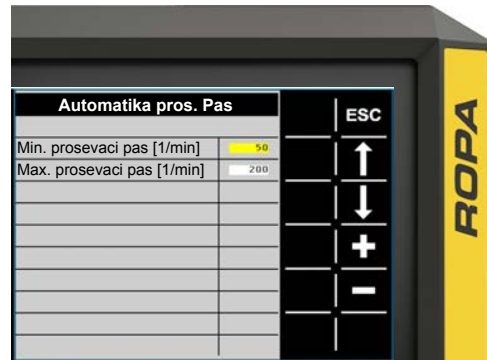 Automatika pros. Pas
ESC
Min. prosevaci pas [1/min] 50
Max. prosevaci pas [1/min] 200
ROPA